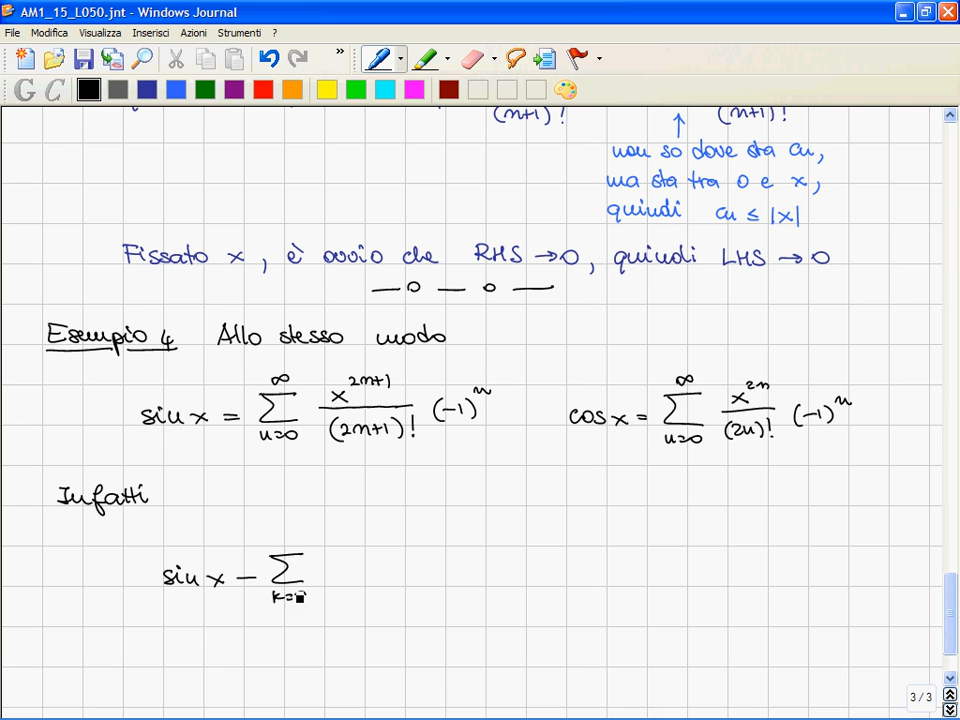 AM1_15_L050.jnt - Windows Journal
File Modifica Visualizza Inserisci Azioni Strumenti ?
(n+1)! (n+1)!
non so dove sta cn,
ma sta tra 0 e x,
quindi cn ≤ |x|
Fissato x, è ovvio che RHS → 0, quindi LHS → 0
— o — o —
Esempio 4 Allo stesso modo
sin x = ∑_{n=0}^{∞} x^{2n+1}/(2n+1)! (-1)^n cos x = ∑_{n=0}^{∞} x^{2n}/(2n)! (-1)^n
Infatti
sin x – ∑_{k=
3/3